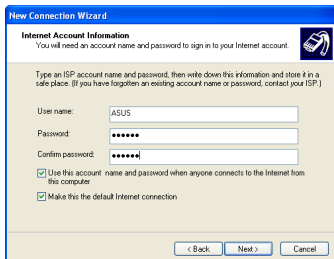 New Connection Wizard
Internet Account Information
You will need an account name and password to sign in to your Internet account.
Type an ISP account name and password, then write down this information and store it in a
safe place. (If you have forgotten an existing account name or password, contact your ISP.)
User name: ASUS
Password: ●●●●●●
Confirm password: ●●●●●●
Use this account name and password when anyone connects to the Internet from
this computer
Make this the default Internet connection
< Back Next > Cancel